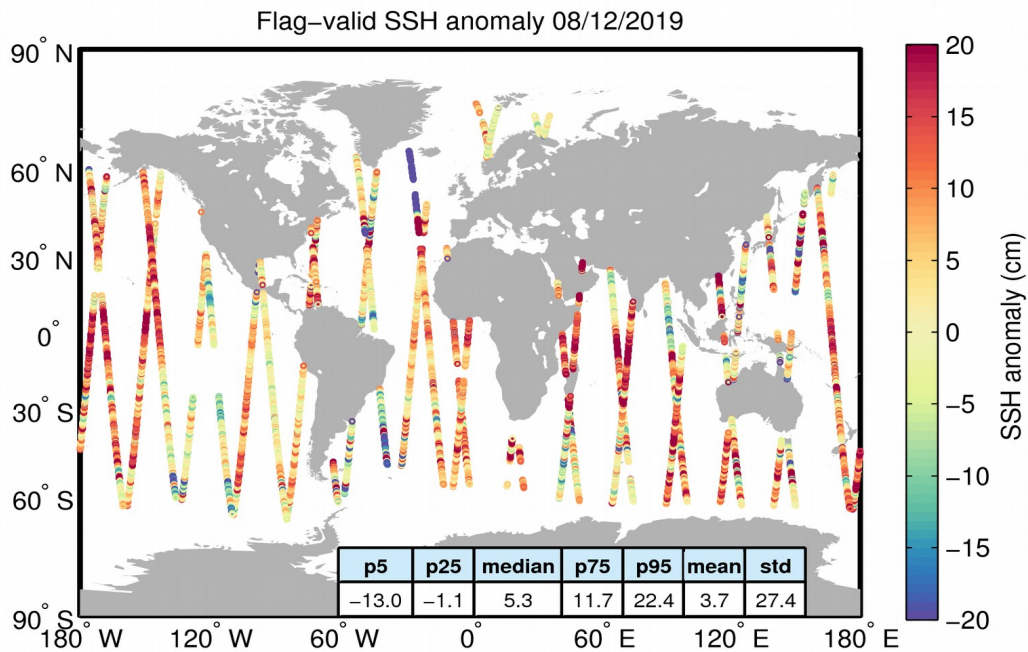 Flag−valid SSH anomaly 08/12/2019
90° N
60° N
30° N
0°
30° S
60° S
90° S
180° W
120° W
60° W
0°
60° E
120° E
180° E
p5 p25 median p75 p95 mean std
−13.0 −1.1 5.3 11.7 22.4 3.7 27.4
20
15
10
5
0
−5
−10
−15
−20
SSH anomaly (cm)